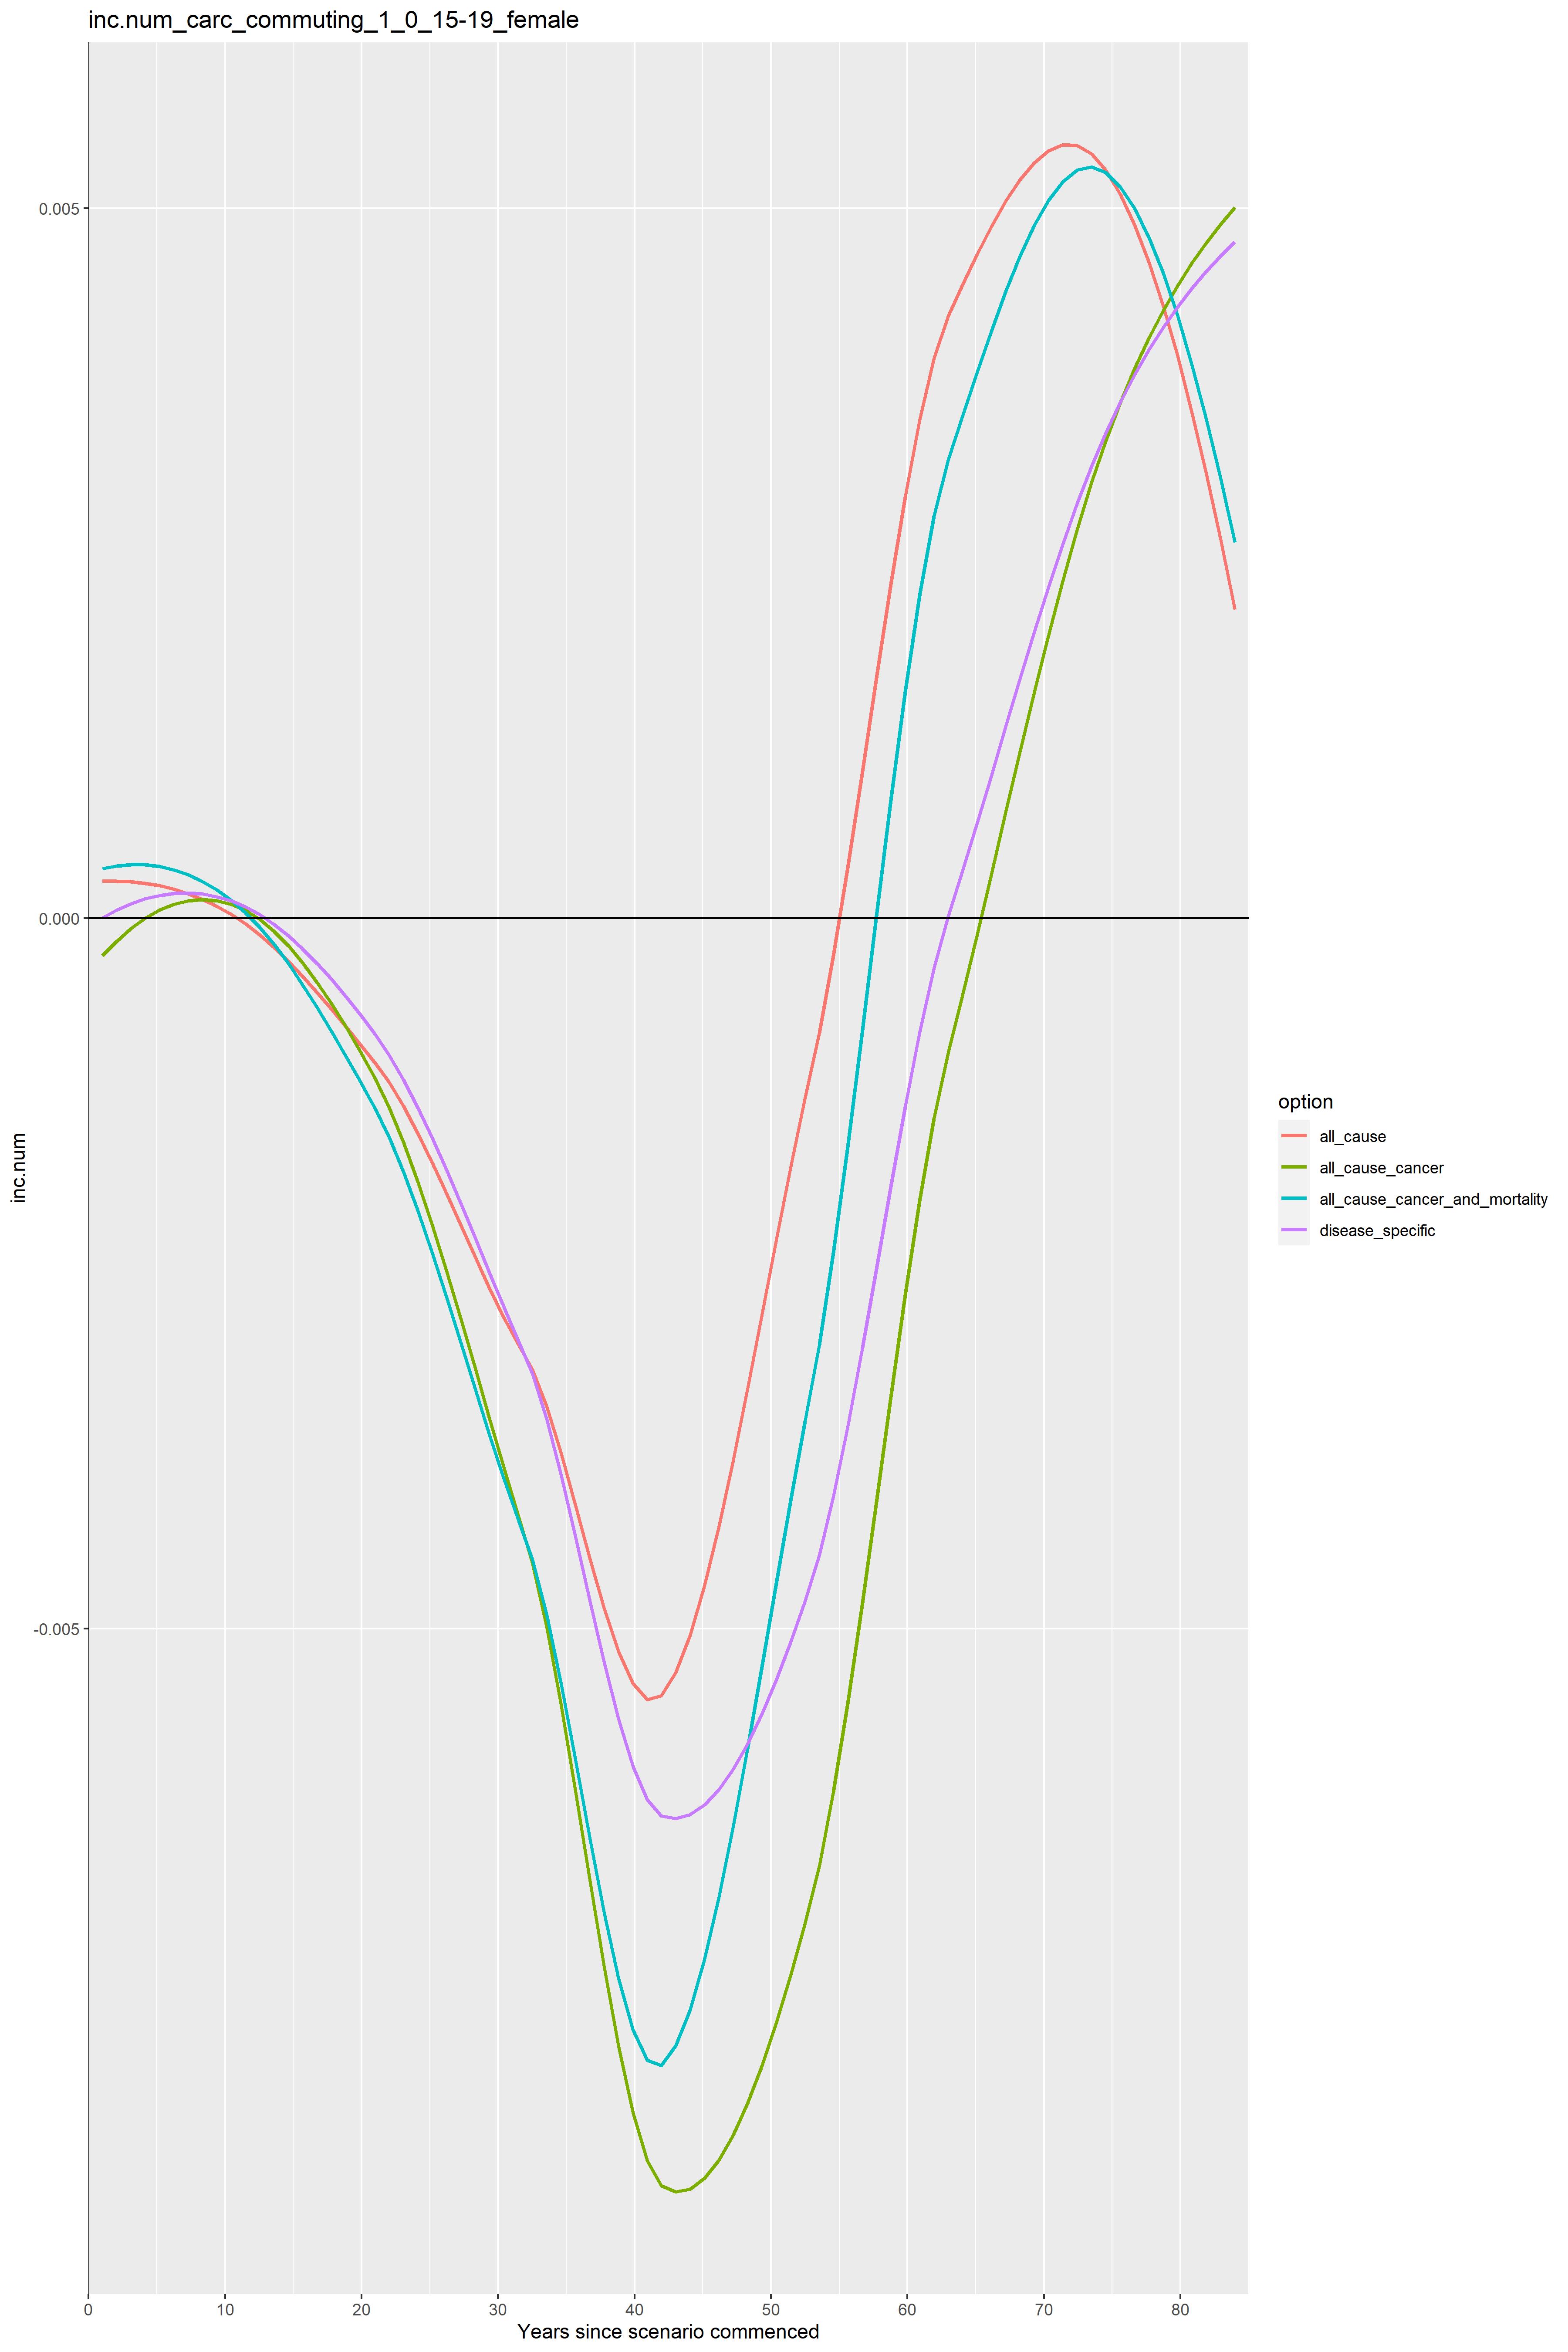 inc.num_carc_commuting_1_0_15-19_female
0.005
0.000
-0.005
inc.num
0 10 20 30 40 50 60 70 80
Years since scenario commenced
option
all_cause
all_cause_cancer
all_cause_cancer_and_mortality
disease_specific